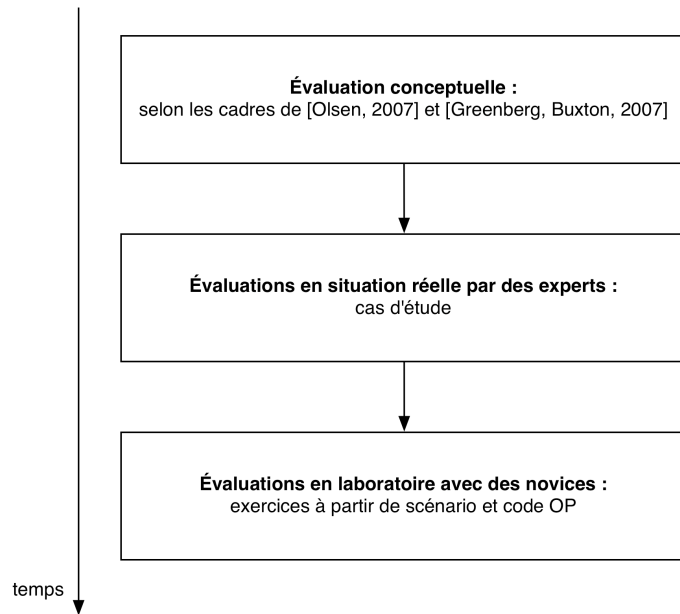 Évaluation conceptuelle :
selon les cadres de [Olsen, 2007] et [Greenberg, Buxton, 2007]
Évaluations en situation réelle par des experts :
cas d'étude
Évaluations en laboratoire avec des novices :
exercices à partir de scénario et code OP
temps